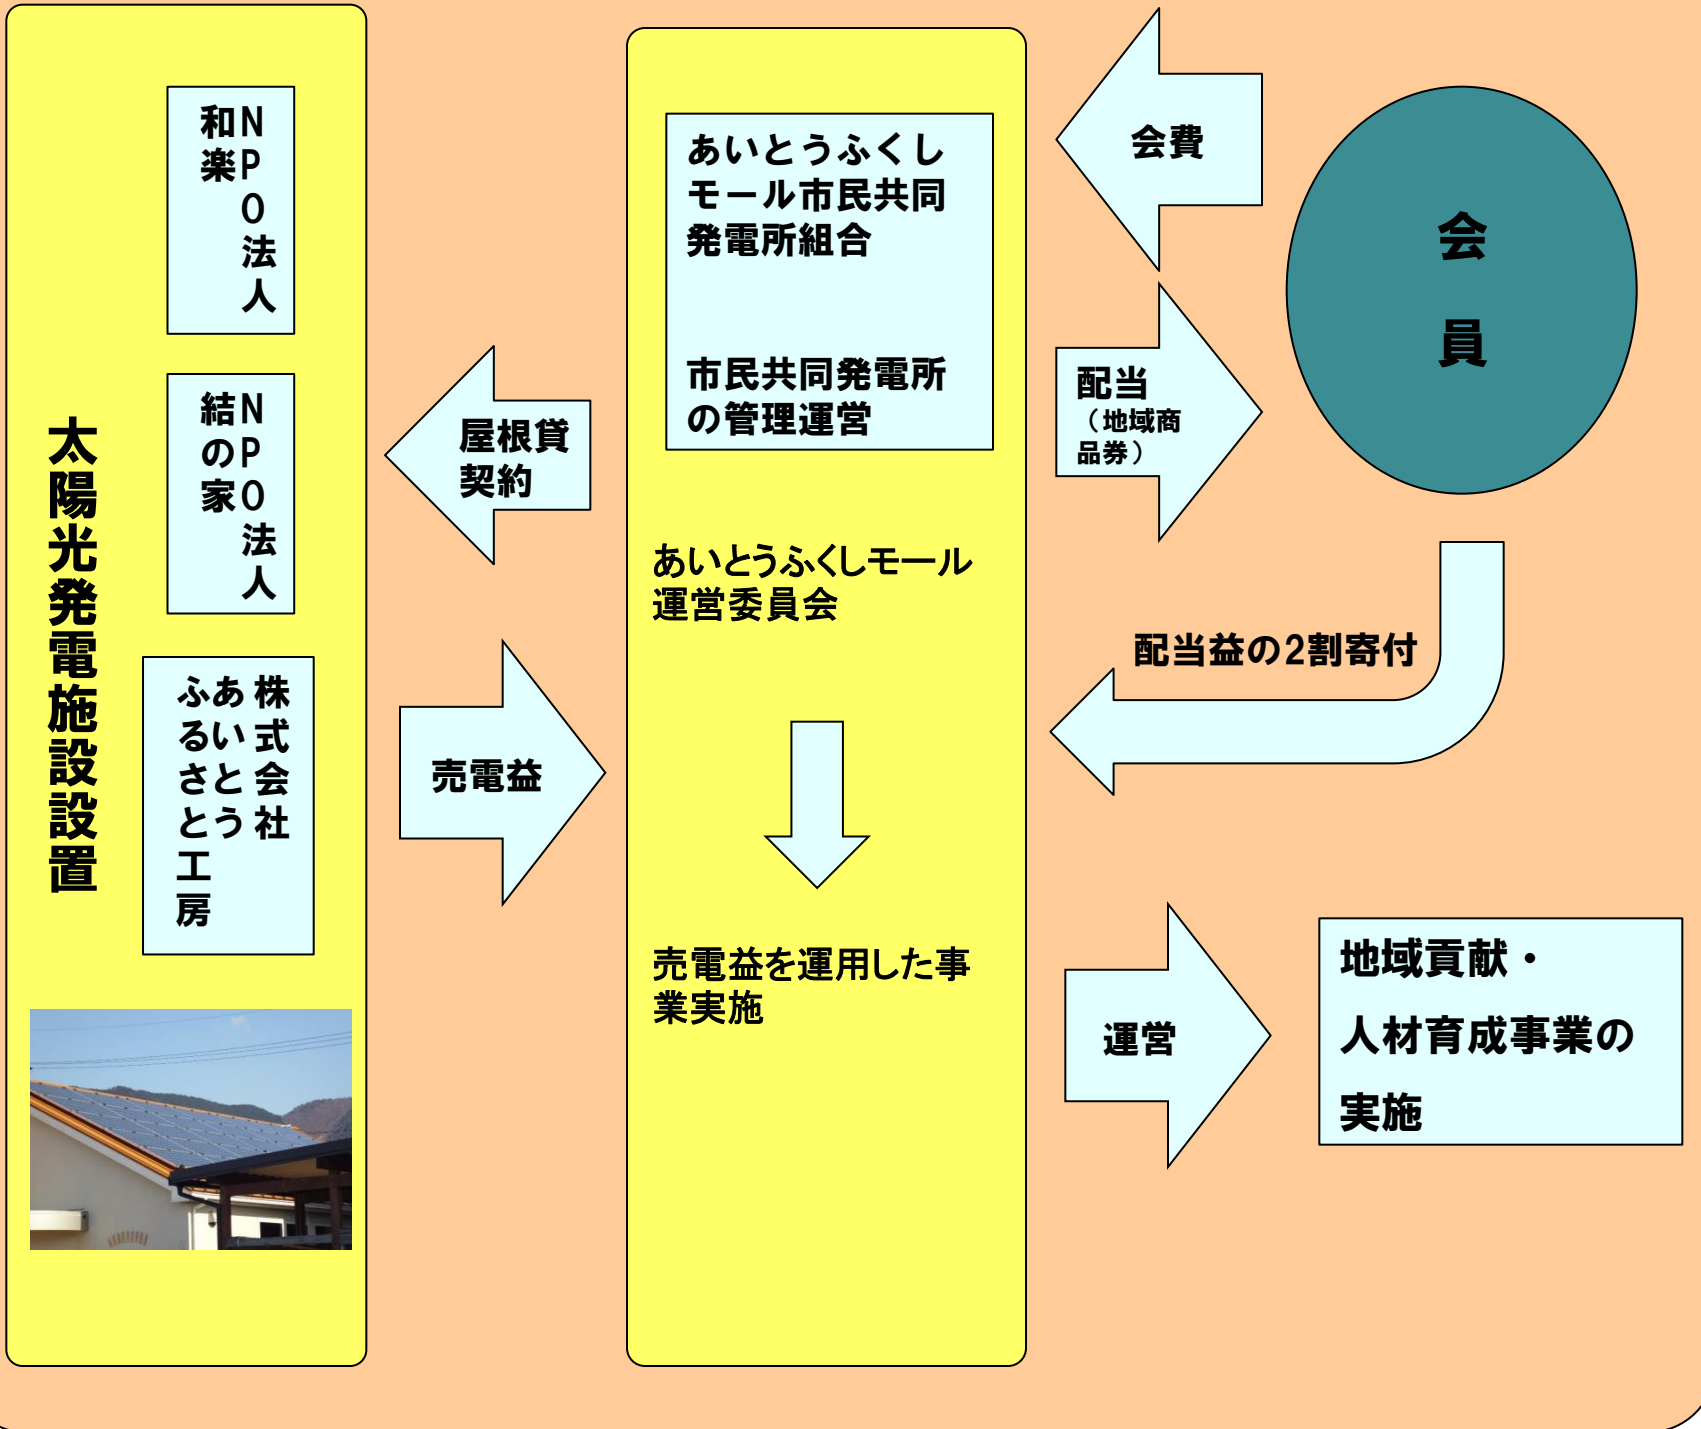 太陽光発電施設設置
NPO法人
和楽
NPO法人
結の家
株式会社
あいとう
ふるさと工房
屋根貸
契約
売電益
あいとうふくし
モール市民共同
発電所組合
市民共同発電所
の管理運営
あいとうふくしモール
運営委員会
売電益を運用した事
業実施
会費
配当
（地域商
品券）
会
員
配当益の2割寄付
運営
地域貢献・
人材育成事業の
実施